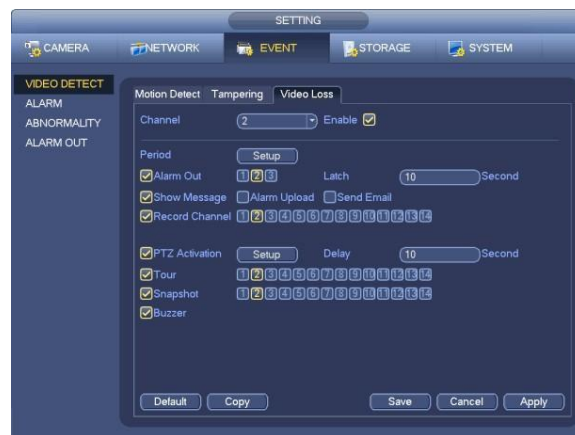 SETTING
CAMERA NETWORK EVENT STORAGE SYSTEM
VIDEO DETECT
ALARM
ABNORMALITY
ALARM OUT
Motion Detect Tampering Video Loss
Channel 2 Enable
Period Setup
Alarm Out 1 2 3 Latch 10 Second
Show Message Alarm Upload Send Email
Record Channel 1 2 3 4 5 6 7 8 9 10 11 12 13 14
PTZ Activation Setup Delay 10 Second
Tour 1 2 3 4 5 6 7 8 9 10 11 12 13 14
Snapshot 1 2 3 4 5 6 7 8 9 10 11 12 13 14
Buzzer
Default Copy Save Cancel Apply